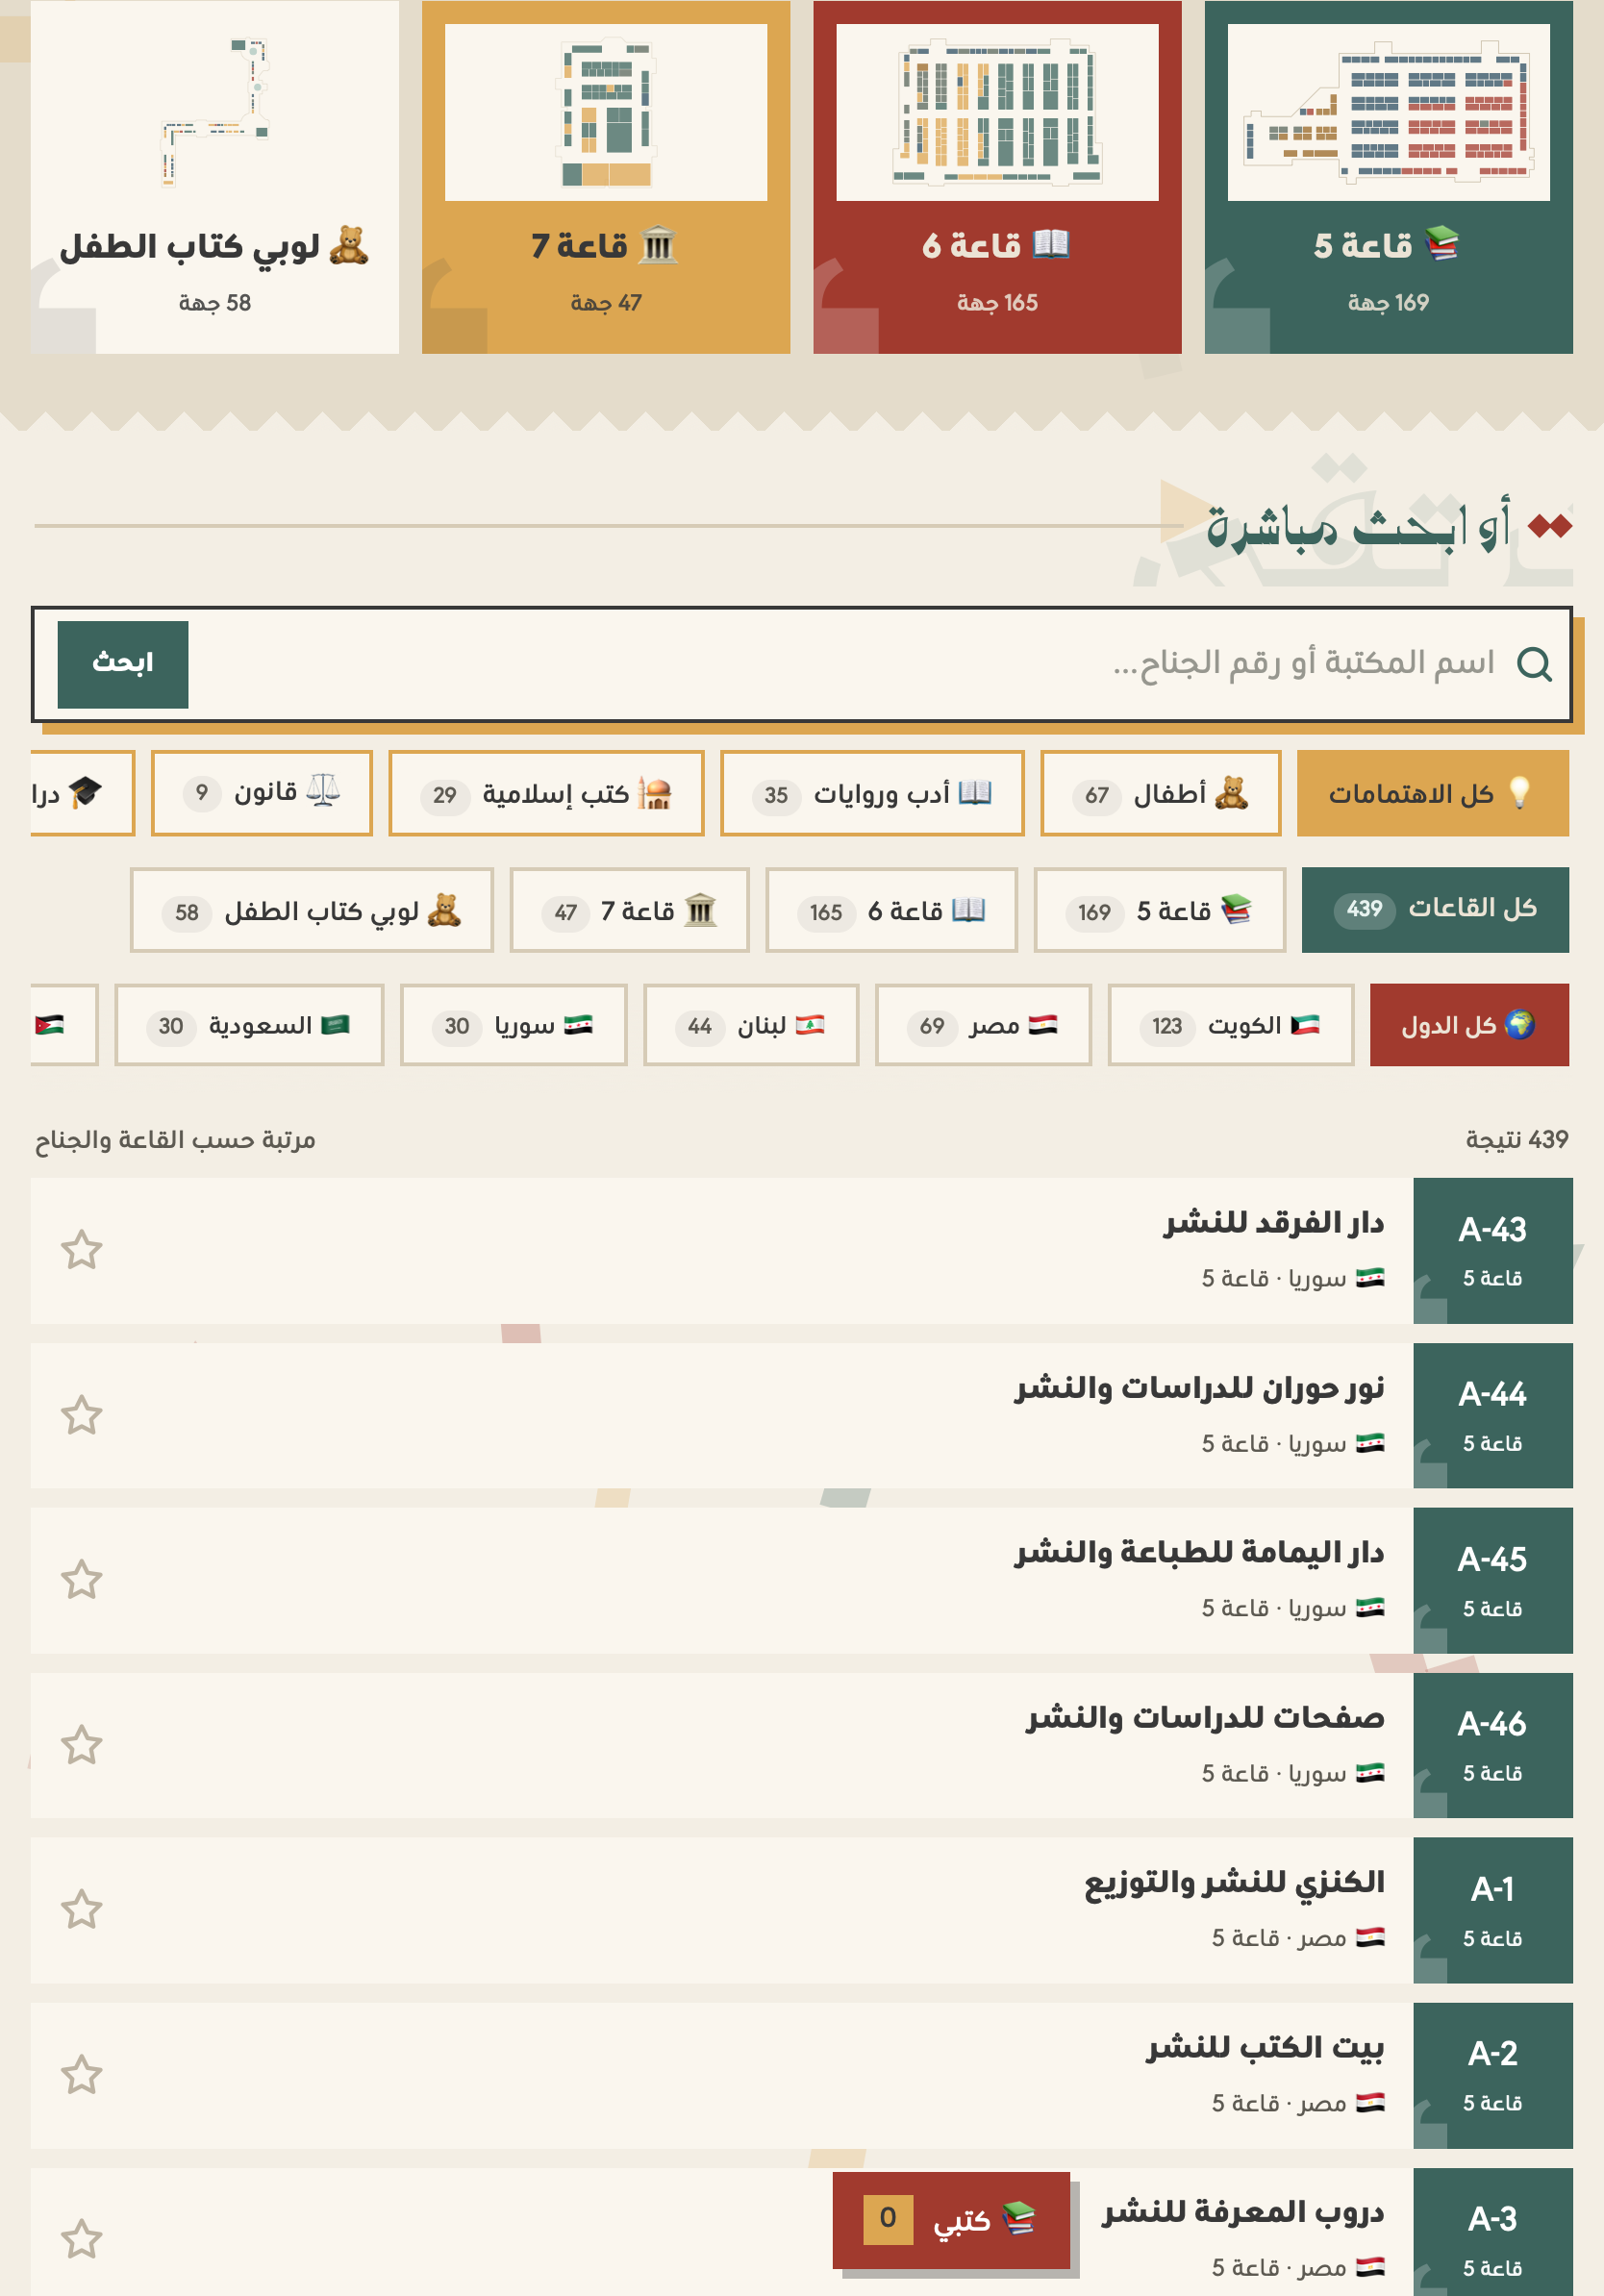 📚 قاعة 5
169 جهة
📖 قاعة 6
165 جهة
🏛️ قاعة 7
47 جهة
🧸 لوبي كتاب الطفل
58 جهة
أو ابحث مباشرة
اسم المكتبة أو رقم الجناح...
ابحث
💡 كل الاهتمامات
🧸 أطفال 67
📖 أدب وروايات 35
🕌 كتب إسلامية 29
⚖️ قانون 9
🎓 درا
كل القاعات 439
📚 قاعة 5 169
📖 قاعة 6 165
🏛️ قاعة 7 47
🧸 لوبي كتاب الطفل 58
🌍 كل الدول
🇰🇼 الكويت 123
🇪🇬 مصر 69
🇱🇧 لبنان 44
سوريا 30
🇸🇦 السعودية 30
439 نتيجة
مرتبة حسب القاعة والجناح
A-43
قاعة 5
دار الفرقد للنشر
سوريا · قاعة 5
A-44
قاعة 5
نور حوران للدراسات والنشر
سوريا · قاعة 5
A-45
قاعة 5
دار اليمامة للطباعة والنشر
سوريا · قاعة 5
A-46
قاعة 5
صفحات للدراسات والنشر
سوريا · قاعة 5
A-1
قاعة 5
الكنزي للنشر والتوزيع
🇪🇬 مصر · قاعة 5
A-2
قاعة 5
بيت الكتب للنشر
🇪🇬 مصر · قاعة 5
A-3
قاعة 5
دروب المعرفة للنشر
🇪🇬 مصر · قاعة 5
📚 كتبي 0